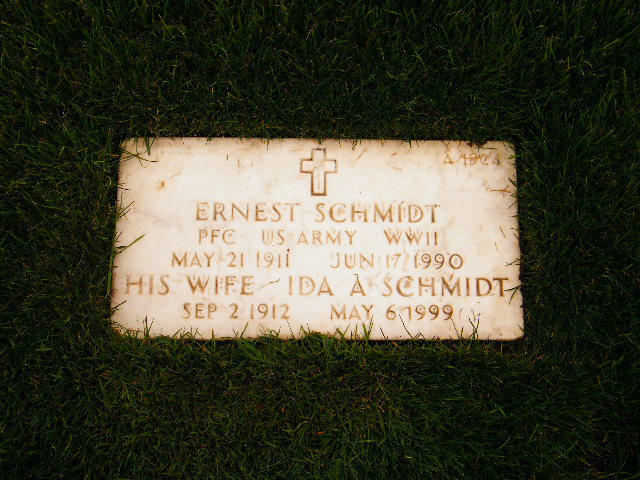 ERNEST SCHMIDT
PFC US ARMY WWII
MAY 21 1911 JUN 17 1990
HIS WIFE IDA A SCHMIDT
SEP 2 1912 MAY 6 1999